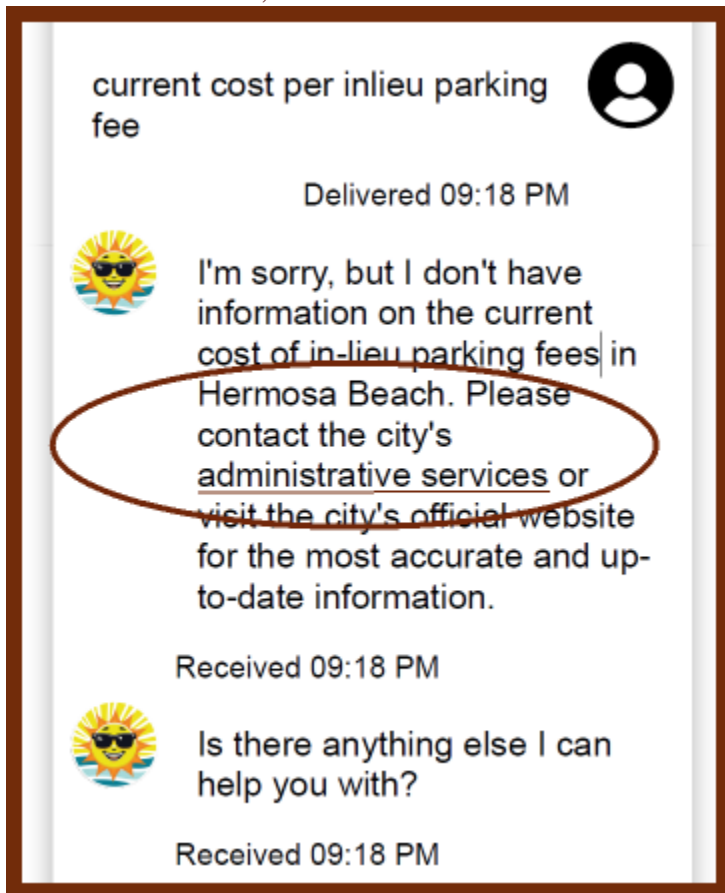 current cost per inlieu parking
fee
Delivered 09:18 PM
I'm sorry, but I don't have
information on the current
cost of in-lieu parking fees in
Hermosa Beach. Please
contact the city's
administrative services or
visit the city's official website
for the most accurate and up-
to-date information.
Received 09:18 PM
Is there anything else I can
help you with?
Received 09:18 PM